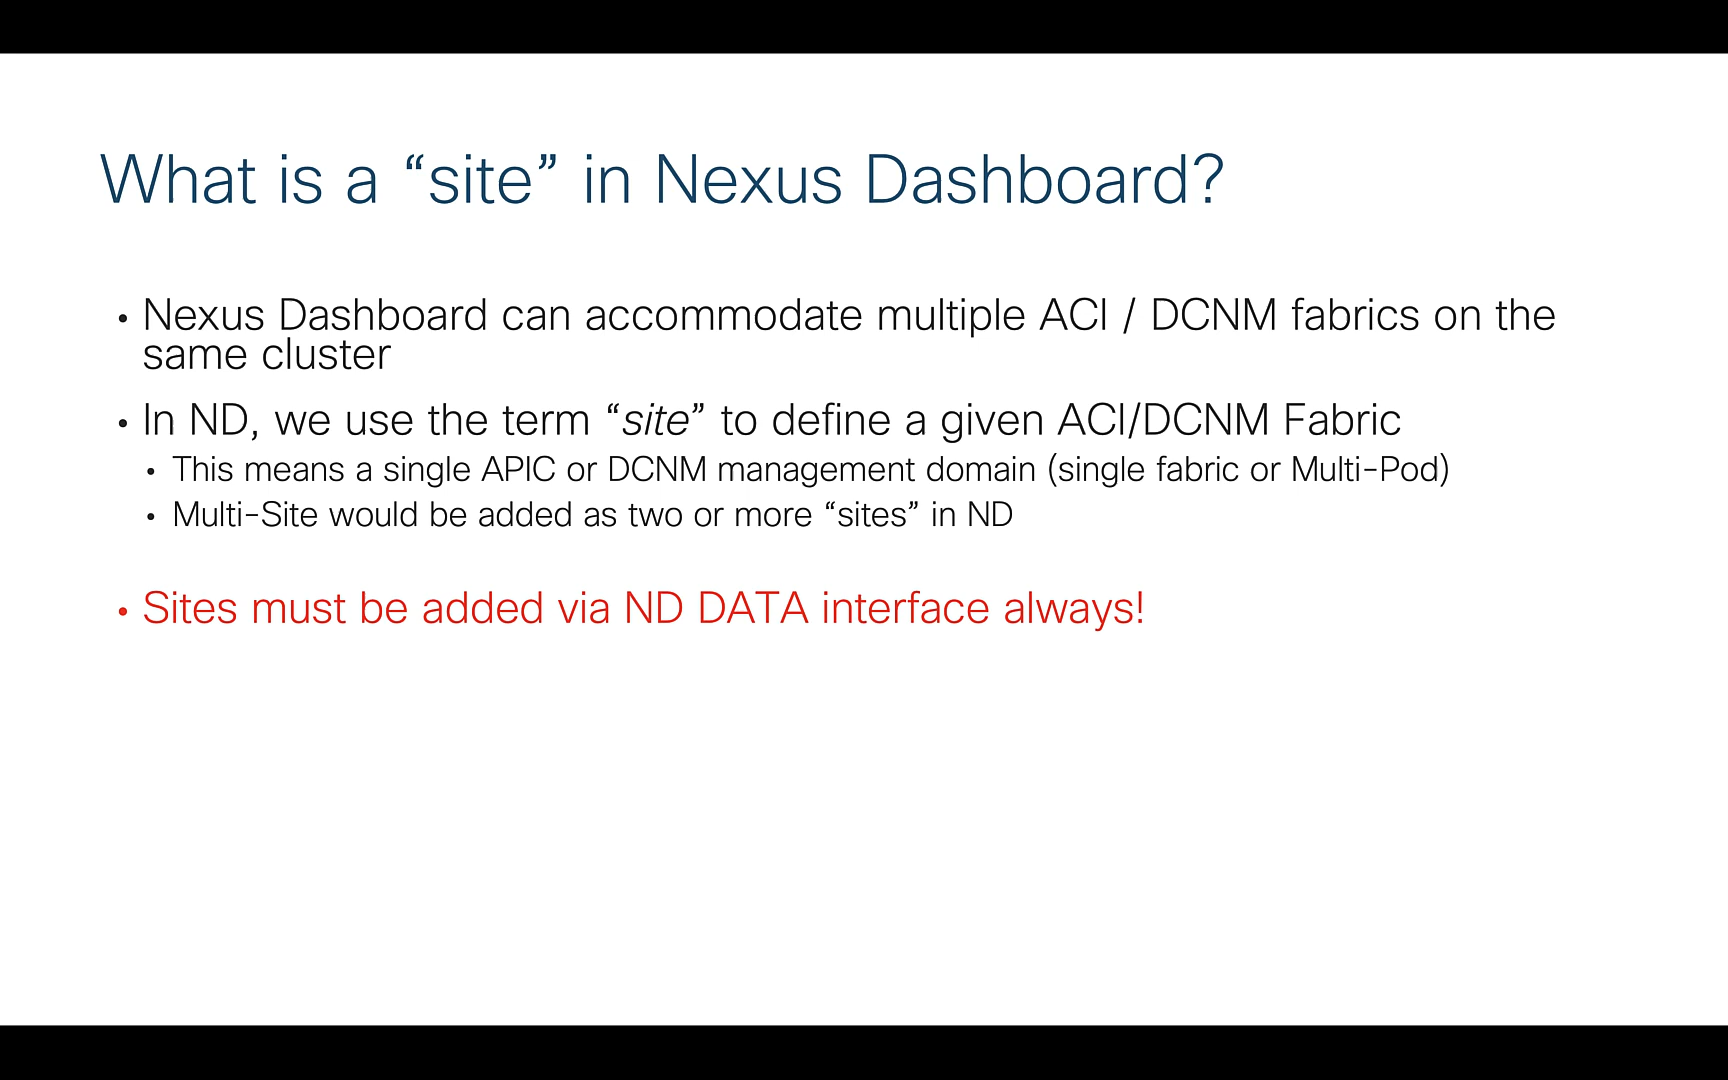 What is a “site” in Nexus Dashboard?
• Nexus Dashboard can accommodate multiple ACI / DCNM fabrics on the
same cluster
• In ND, we use the term “site” to define a given ACI/DCNM Fabric
• This means a single APIC or DCNM management domain (single fabric or Multi-Pod)
• Multi-Site would be added as two or more “sites” in ND
• Sites must be added via ND DATA interface always!